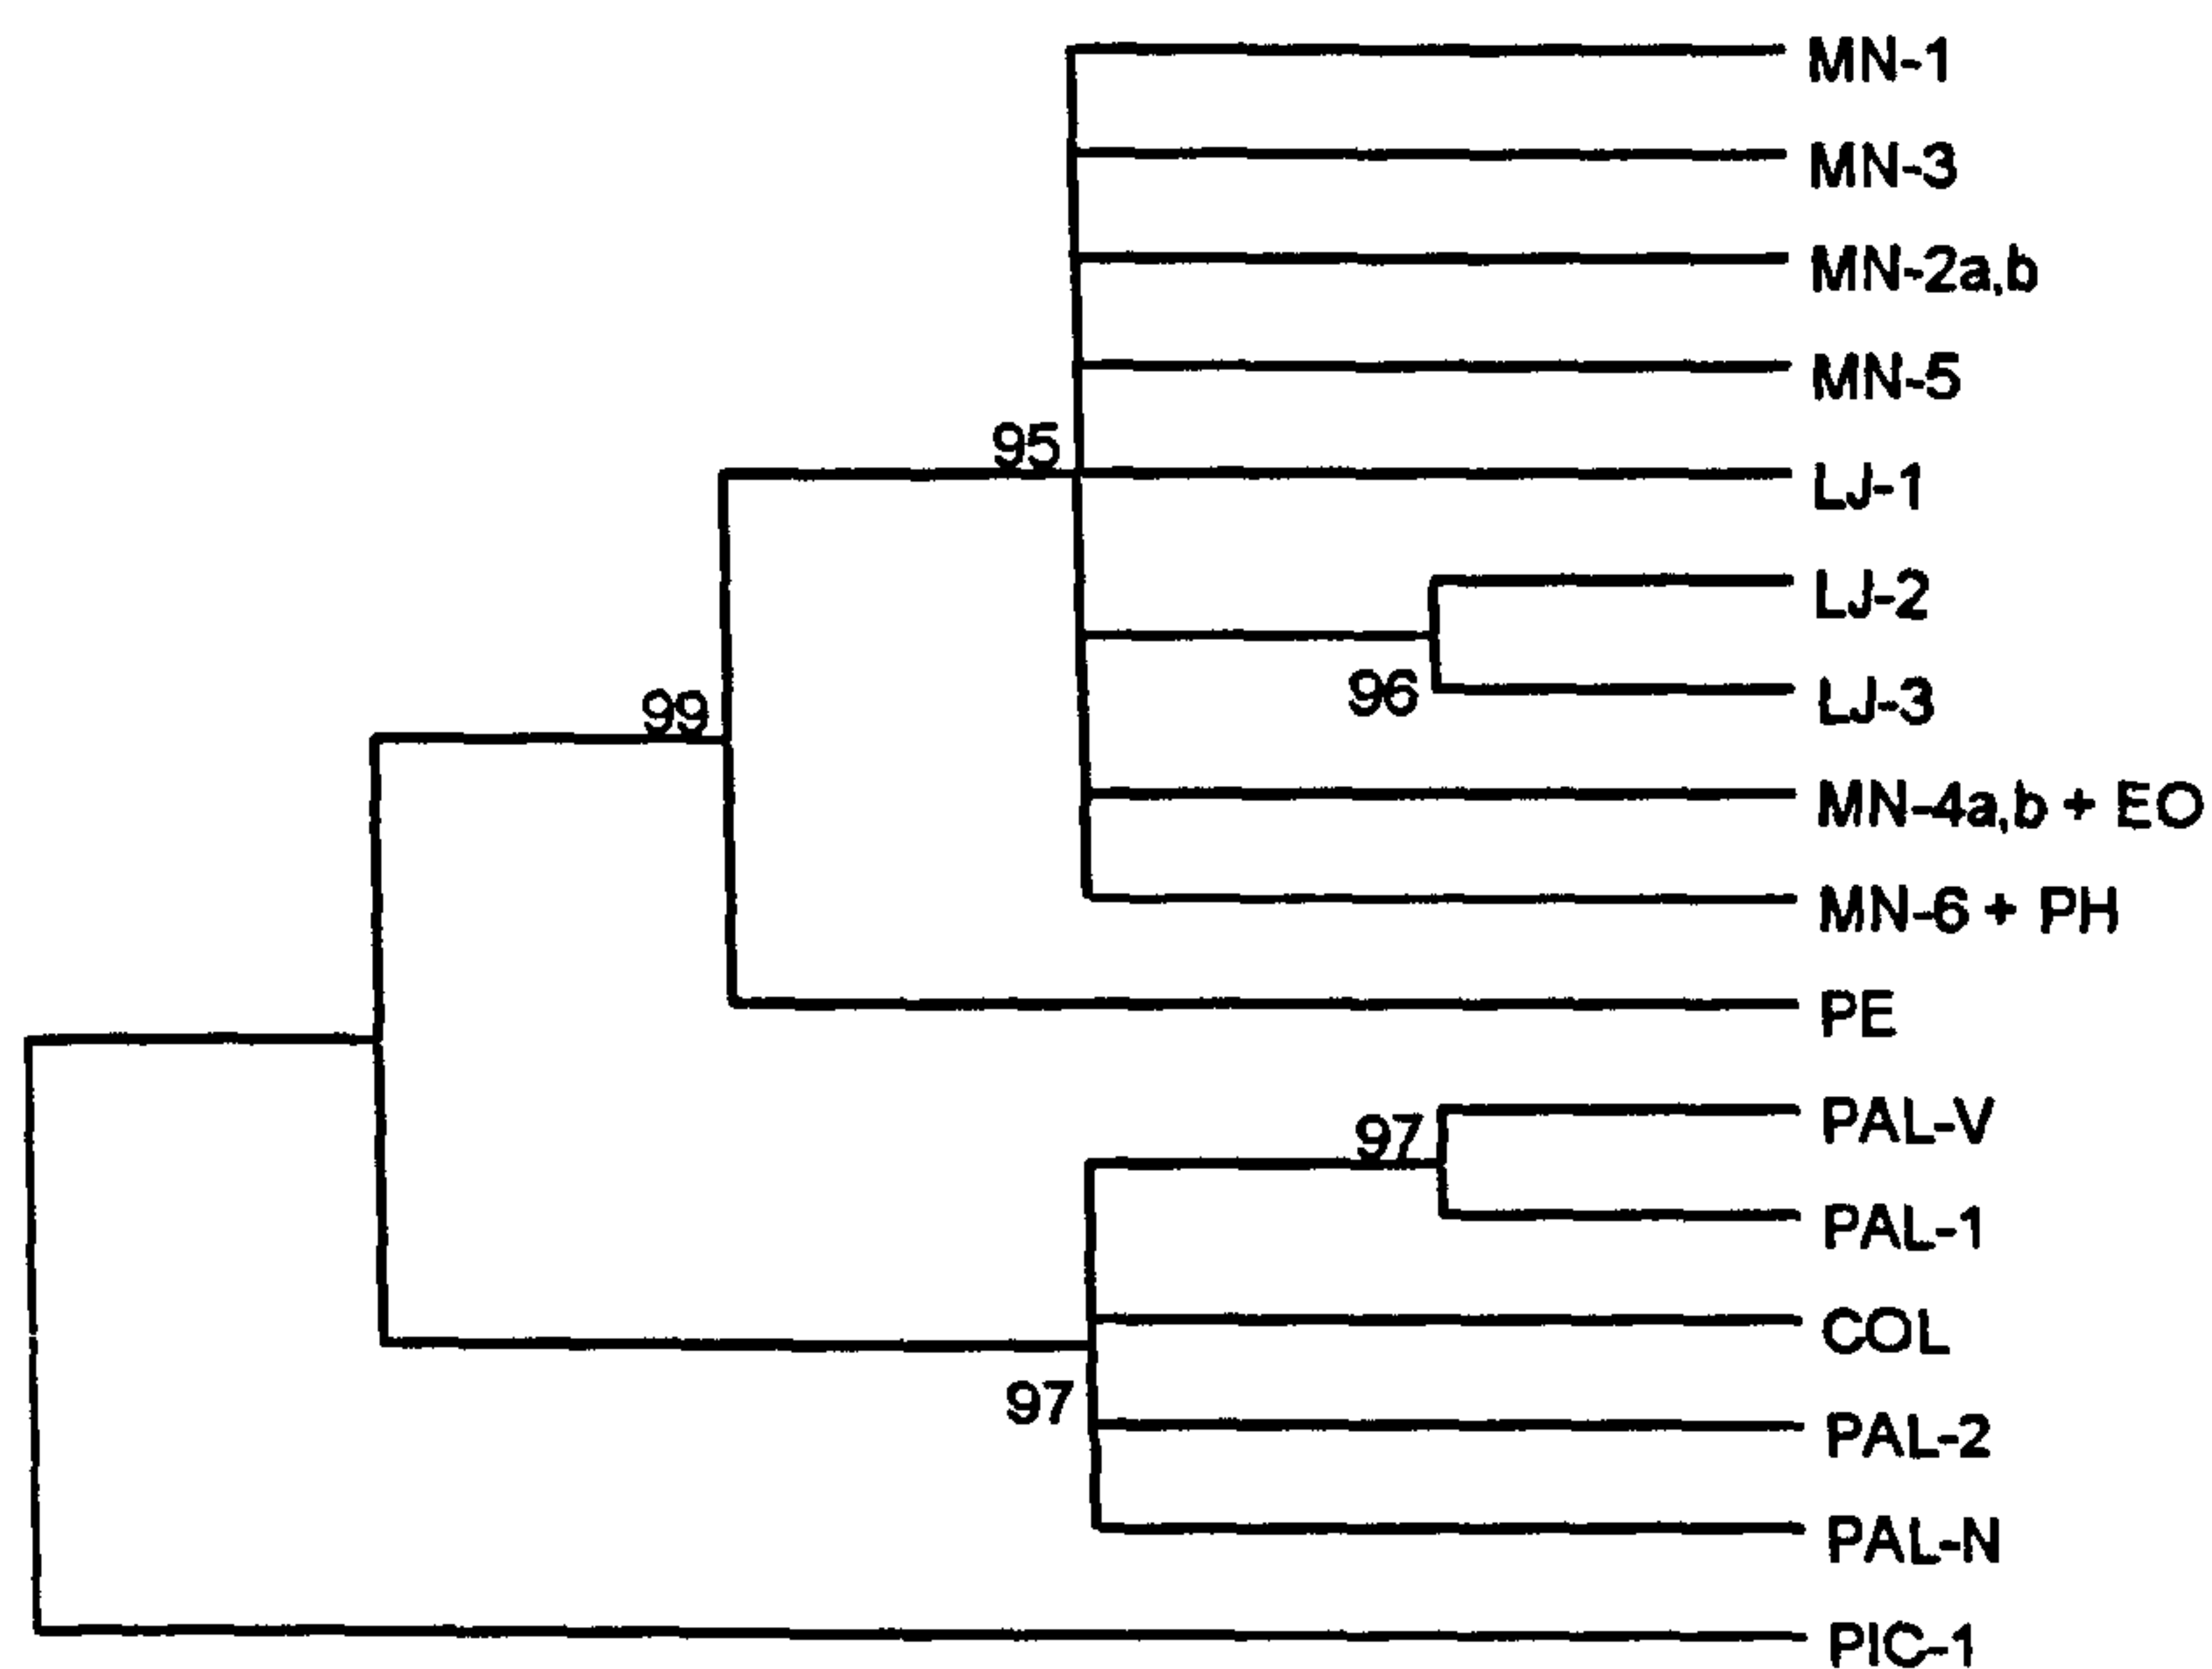 MN-1
MN-3
MN-2a,b
MN-5
95
LJ-1
LJ-2
96
LJ-3
99
MN-4a,b + EO
MN-6 + PH
PE
PAL-V
97
PAL-1
COL
97
PAL-2
PAL-N
PIC-1